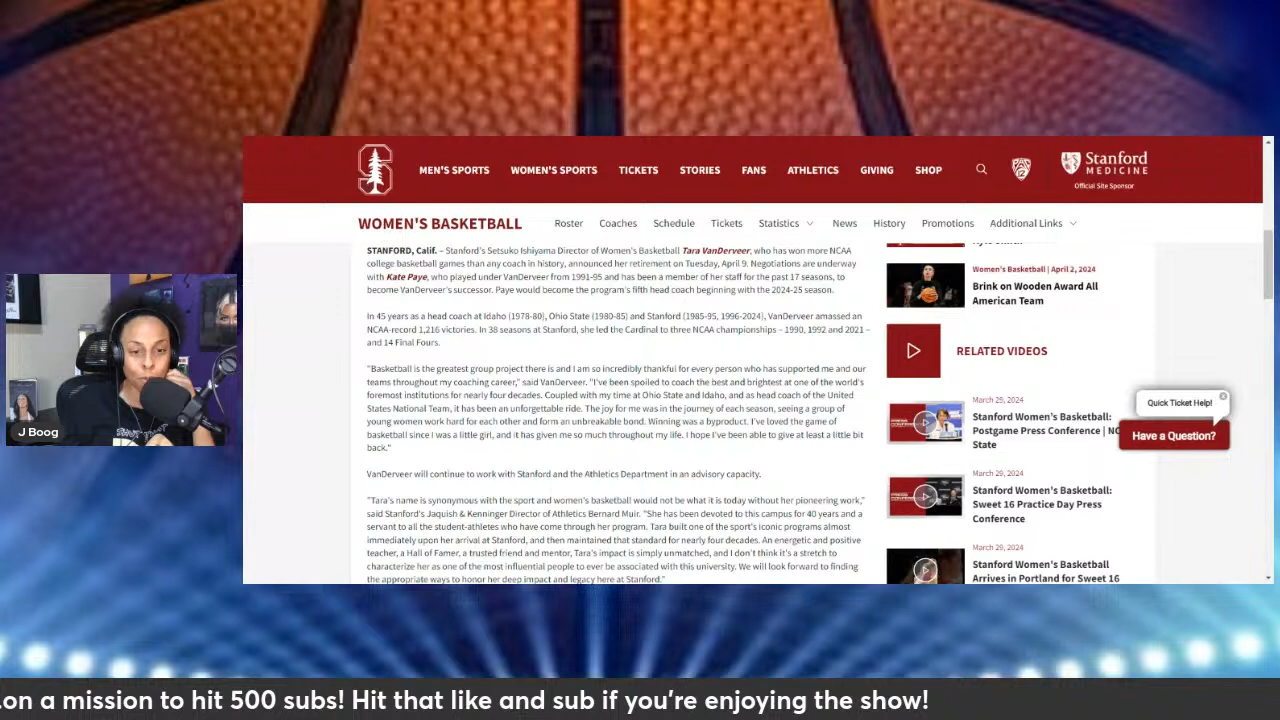 MEN'S SPORTS WOMEN'S SPORTS TICKETS STORIES FANS ATHLETICS GIVING SHOP
Stanford
MEDICINE
Official Site Sponsor
WOMEN'S BASKETBALL Roster Coaches Schedule Tickets Statistics News History Promotions Additional Links
STANFORD, Calif. – Stanford's Setsuko Ishiyama Director of Women's Basketball Tara VanDerveer, who has won more NCAA
college basketball games than any coach in history, announced her retirement on Tuesday, April 9. Negotiations are underway
with Kate Paye, who played under VanDerveer from 1991-95 and has been a member of her staff for the past 17 seasons, to
become VanDerveer's successor. Paye would become the program's fifth head coach beginning with the 2024-25 season.
In 45 years as a head coach at Idaho (1978-80), Ohio State (1980-85) and Stanford (1985-95, 1996-2024), VanDerveer amassed an
NCAA-record 1,216 victories. In 38 seasons at Stanford, she led the Cardinal to three NCAA championships – 1990, 1992 and 2021 –
and 14 Final Fours.
"Basketball is the greatest group project there is and I am so incredibly thankful for every person who has supported me and our
teams throughout my coaching career," said VanDerveer. "I've been spoiled to coach the best and brightest at one of the world's
foremost institutions for nearly four decades. Coupled with my time at Ohio State and Idaho, and as head coach of the United
States National Team, it has been an unforgettable ride. The joy for me was in the journey of each season, seeing a group of
young women work hard for each other and form an unbreakable bond. Winning was a byproduct. I've loved the game of
basketball since I was a little girl, and it has given me so much throughout my life. I hope I've been able to give at least a little bit
back."
VanDerveer will continue to work with Stanford and the Athletics Department in an advisory capacity.
"Tara's name is synonymous with the sport and women's basketball would not be what it is today without her pioneering work,"
said Stanford's Jaquish & Kenninger Director of Athletics Bernard Muir. "She has been devoted to this campus for 40 years and a
servant to all the student-athletes who have come through her program. Tara built one of the sport's iconic programs almost
immediately upon her arrival at Stanford, and then maintained that standard for nearly four decades. An energetic and positive
teacher, a Hall of Famer, a trusted friend and mentor, Tara's impact is simply unmatched, and I don't think it's a stretch to
characterize her as one of the most influential people to ever be associated with this university. We will look forward to finding
the appropriate ways to honor her deep impact and legacy here at Stanford."
Women's Basketball | April 2, 2024
Brink on Wooden Award All
American Team
RELATED VIDEOS
March 29, 2024
Stanford Women's Basketball:
Postgame Press Conference | NC
State
March 29, 2024
Stanford Women's Basketball:
Sweet 16 Practice Day Press
Conference
March 29, 2024
Stanford Women's Basketball
Arrives in Portland for Sweet 16
Quick Ticket Help!
Have a Question?
J Boog
on a mission to hit 500 subs! Hit that like and sub if you're enjoying the show!